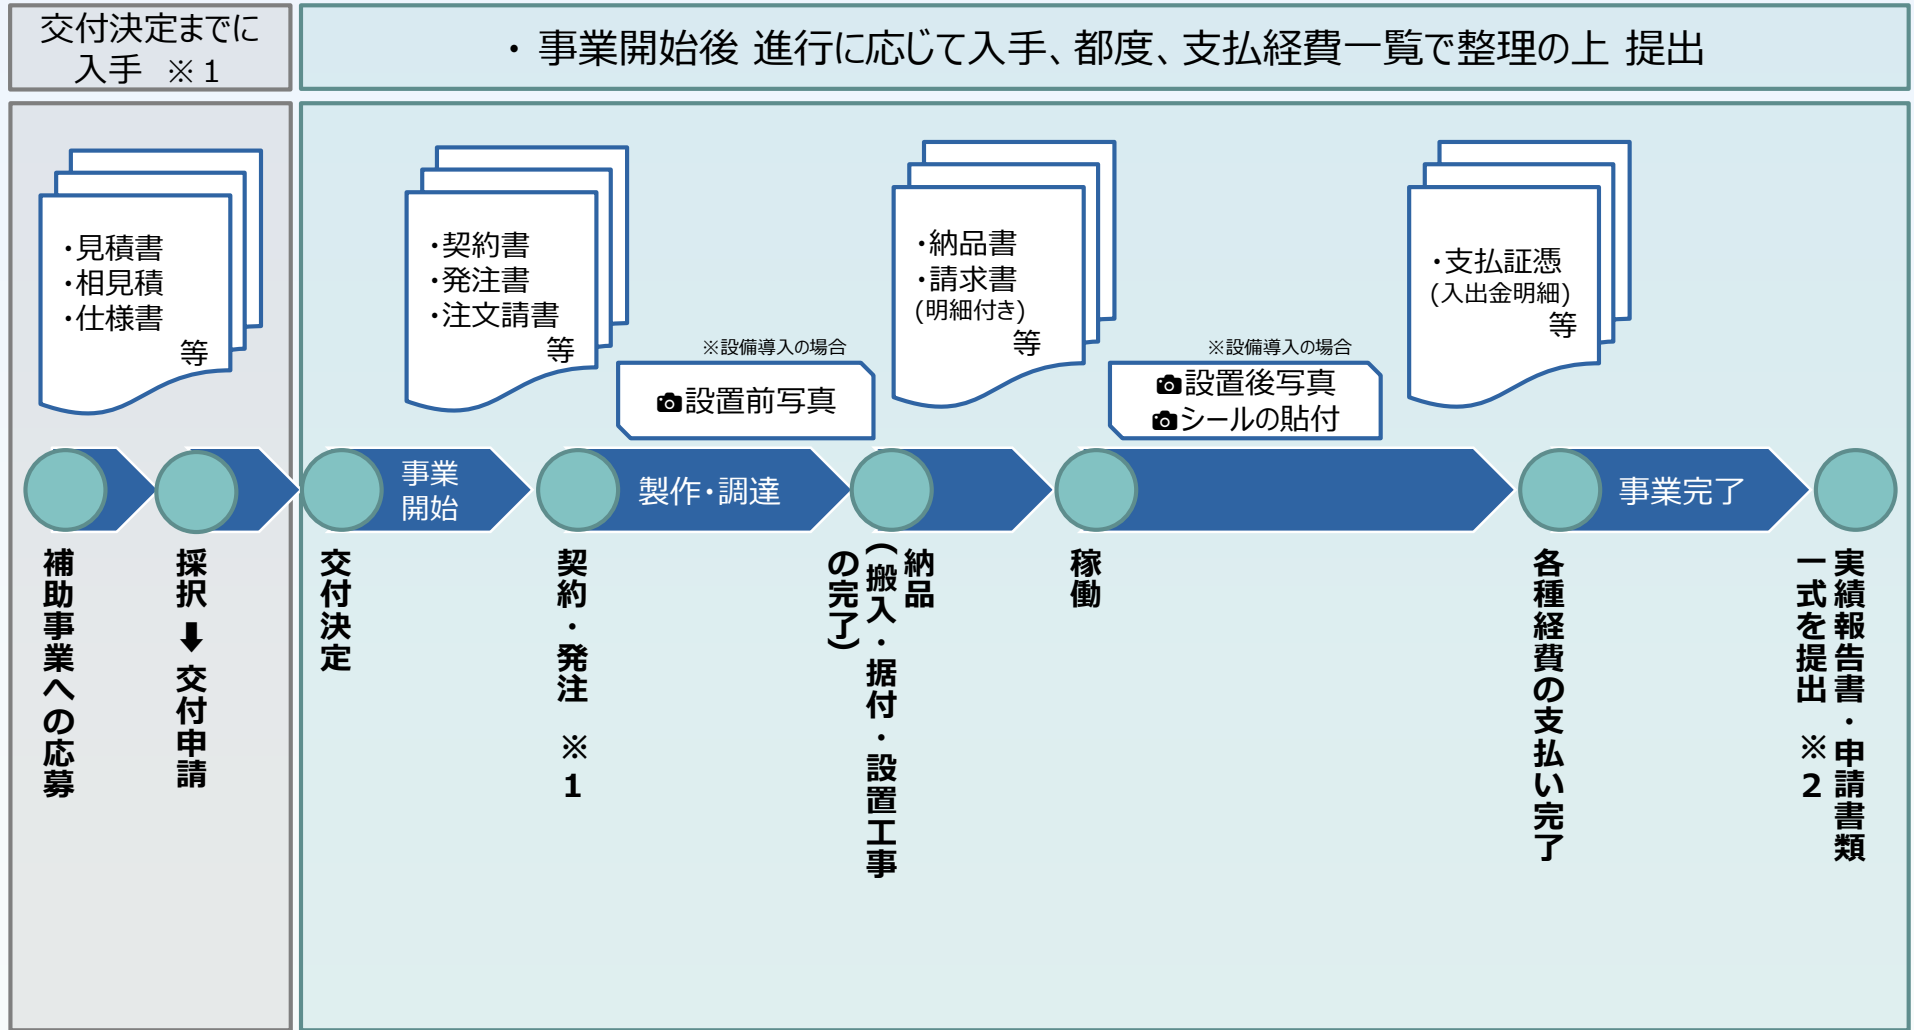 交付決定までに
入手 ※1
・ 事業開始後 進行に応じて入手、都度、支払経費一覧で整理の上 提出
・見積書
・相見積
・仕様書
等
・契約書
・発注書
・注文請書
等
※設備導入の場合
設置前写真
・納品書
・請求書
(明細付き)
等
※設備導入の場合
設置後写真
シールの貼付
・支払証憑
(入出金明細)
等
事業
開始
製作・調達
事業完了
補助事業への応募
採択➡交付申請
交付決定
契約・発注 ※1
納品
(搬入・据付・設置工事
の完了)
稼働
各種経費の支払い完了
実績報告書・申請書類
一式を提出 ※2